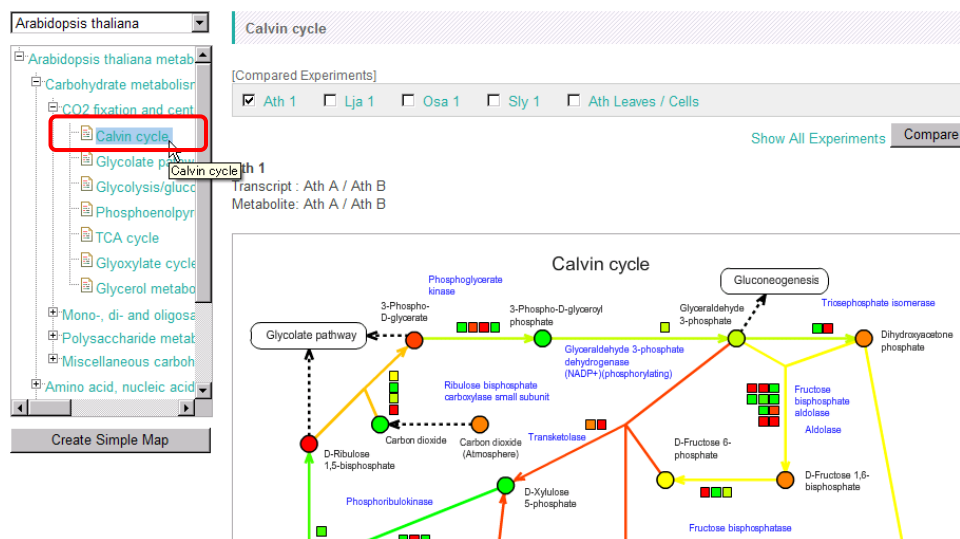 Arabidopsis thaliana
Arabidopsis thaliana metab
Carbohydrate metabolisr
CO2 fixation and cent
Calvin cycle
Glycolate pa
Calvin cycle
Glycolysis/gluco
Phosphoenolpyr
TCA cycle
Glyoxylate cycle
Glycerol metabo
Mono-, di- and oligosa
Polysaccharide metab
Miscellaneous carboh
Amino acid, nucleic acid
Create Simple Map
Calvin cycle
[Compared Experiments]
Ath 1 Lja 1 Osa 1 Sly 1 Ath Leaves / Cells
Show All Experiments Compare
th 1
Transcript : Ath A / Ath B
Metabolite: Ath A / Ath B
Calvin cycle
Gluconeogenesis
Phosphoglycerate
kinase
3-Phospho-
D-glycerate
3-Phospho-D-glyceroyl
phosphate
Glyceraldehyde
3-phosphate
Triosephosphate isomerase
Glycolate pathway
Dihydroxyacetone
phosphate
Glyceraldehyde 3-phosphate
dehydrogenase
(NADP+)(phosphorylating)
Ribulose bisphosphate
carboxylase small subunit
Fructose
bisphosphate
aldolase
Aldolase
Carbon dioxide
Carbon dioxide
(Atmosphere)
Transketolase
D-Fructose 6-
phosphate
D-Ribulose
1,5-bisphosphate
D-Fructose 1,6-
bisphosphate
D-Xylulose
5-phosphate
Phosphoribulokinase
Fructose bisphosphatase